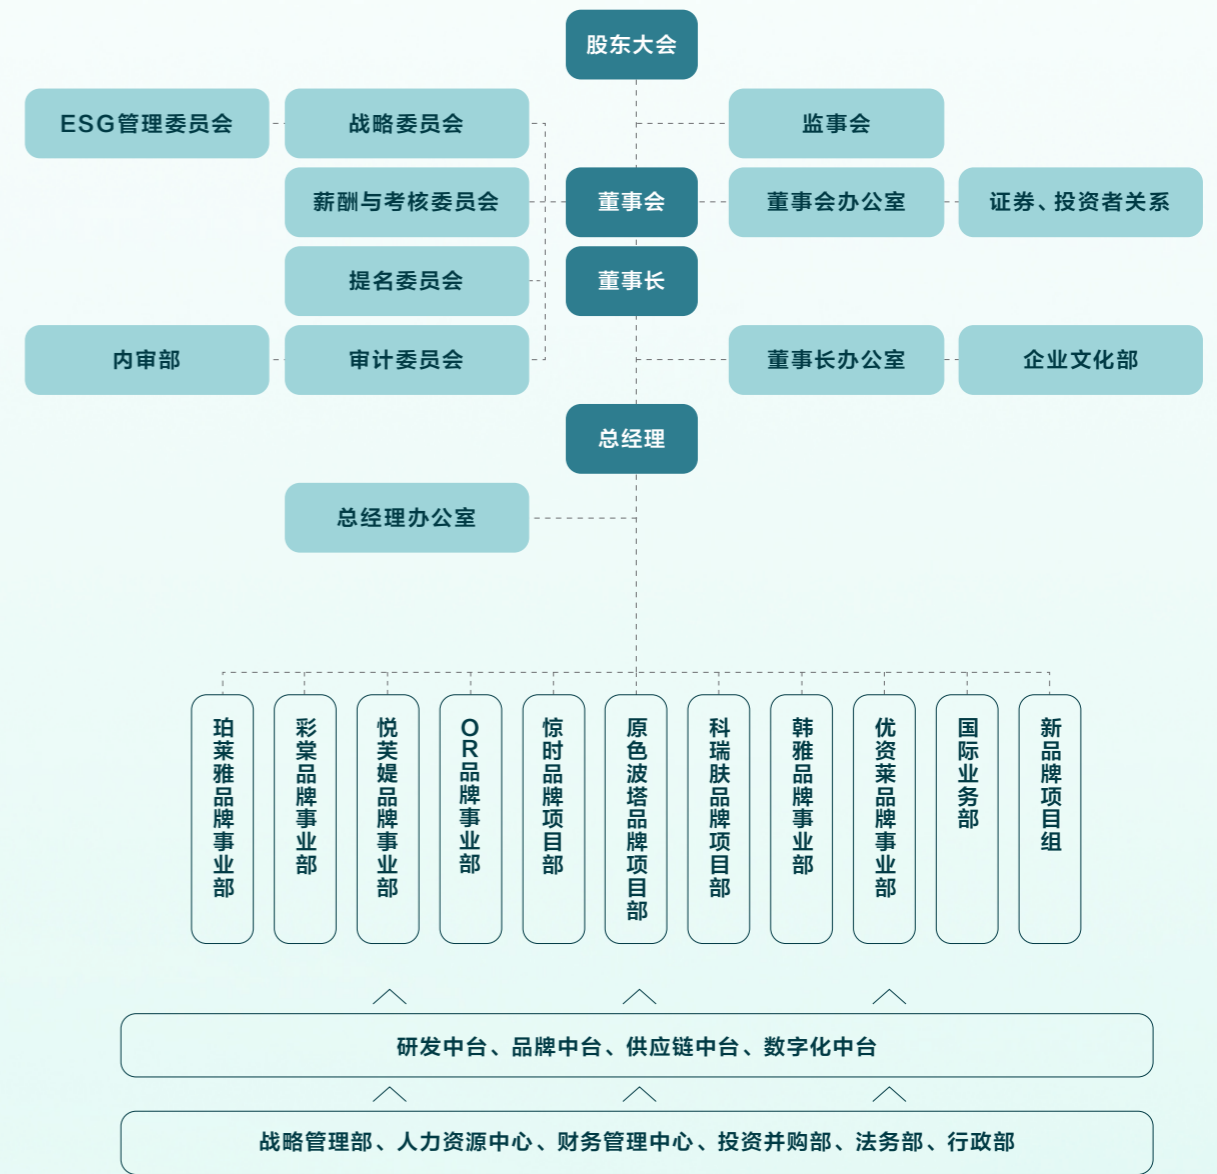 股东大会
ESG管理委员会
战略委员会
监事会
薪酬与考核委员会
董事会
董事会办公室
证券、投资者关系
提名委员会
董事长
内审部
审计委员会
董事长办公室
企业文化部
总经理
总经理办公室
珀莱雅品牌事业部
彩棠品牌事业部
悦芙媞品牌事业部
OR品牌事业部
惊时品牌项目部
原色波塔品牌项目部
科瑞肤品牌项目部
韩雅品牌事业部
优资莱品牌事业部
国际业务部
新品牌项目组
研发中台、品牌中台、供应链中台、数字化中台
战略管理部、人力资源中心、财务管理中心、投资并购部、法务部、行政部